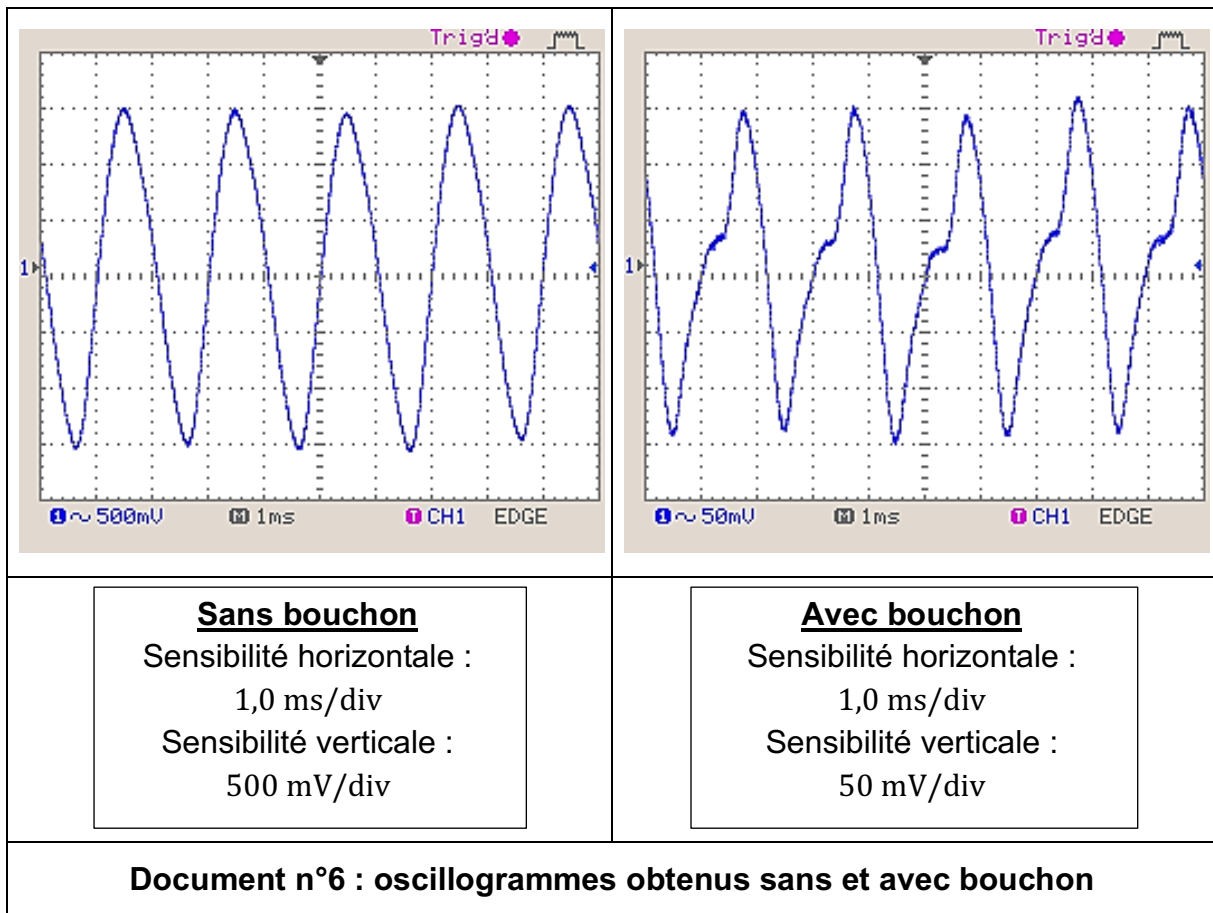 Trig'd
1
1 ~ 500mV M 1ms T CH1 EDGE
Trig'd
1
1 ~ 50mV M 1ms T CH1 EDGE
Sans bouchon
Sensibilité horizontale :
1,0 ms/div
Sensibilité verticale :
500 mV/div
Avec bouchon
Sensibilité horizontale :
1,0 ms/div
Sensibilité verticale :
50 mV/div
Document n°6 : oscillogrammes obtenus sans et avec bouchon